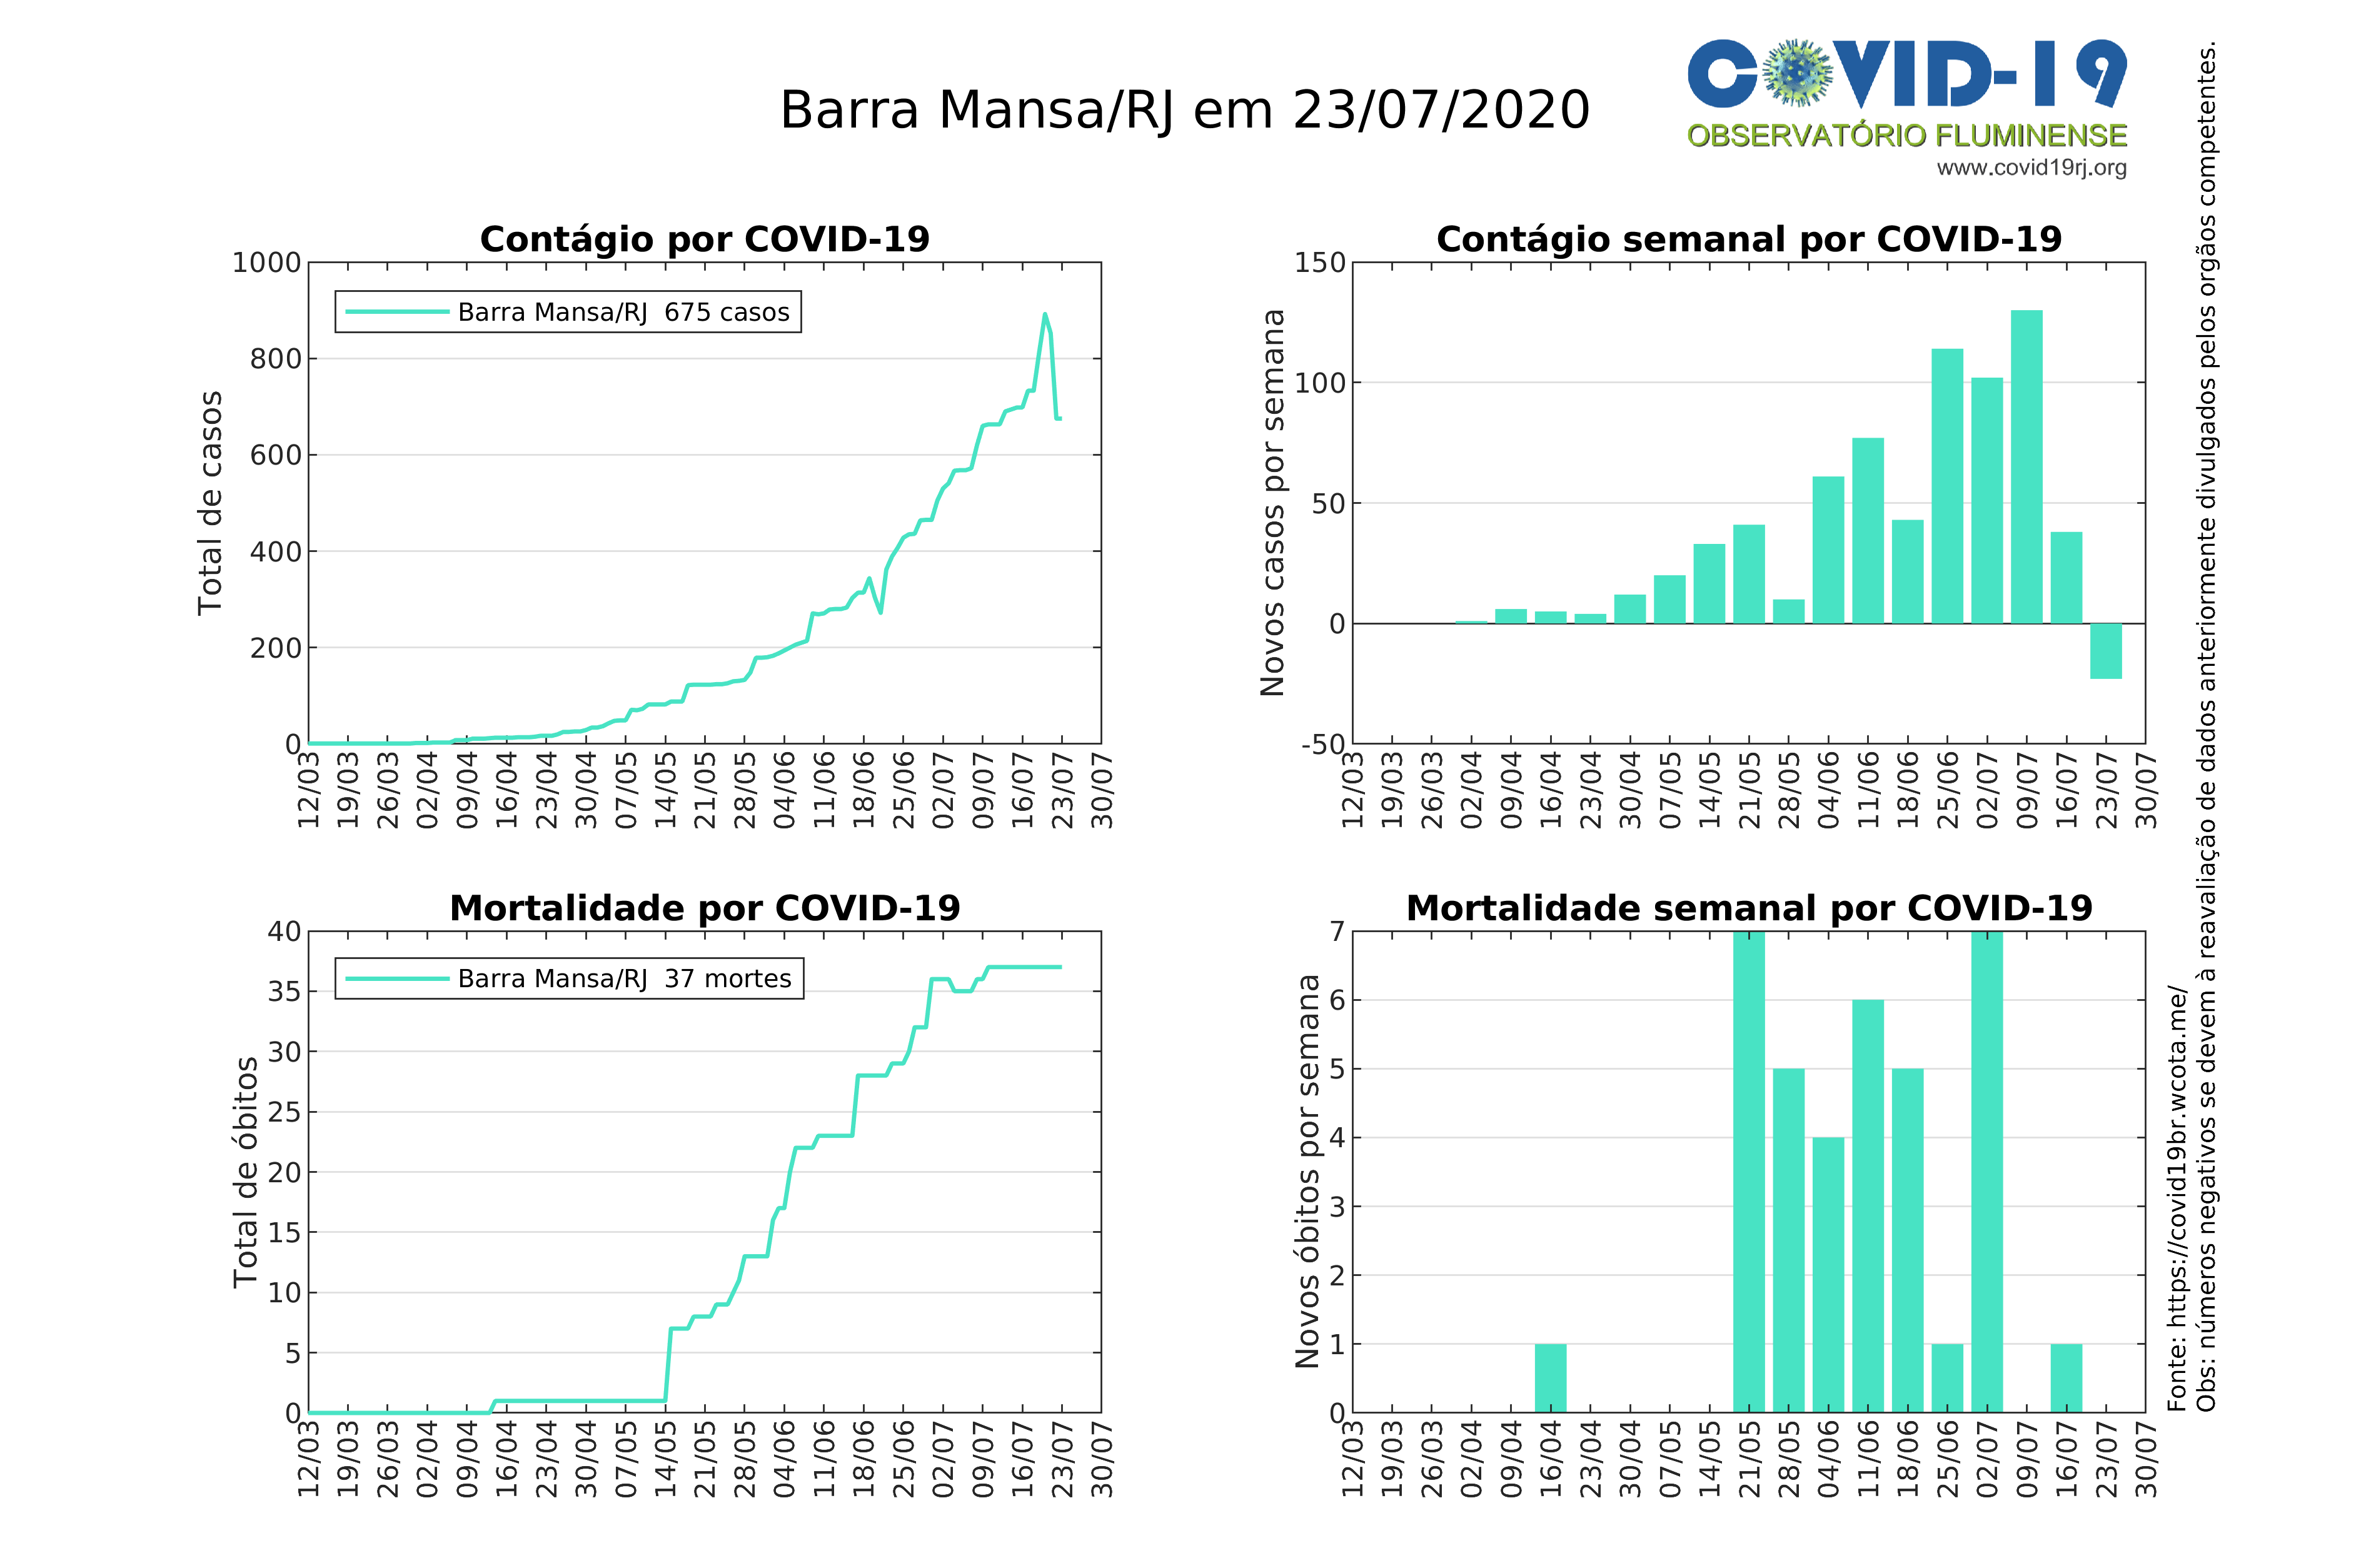 Barra Mansa/RJ em 23/07/2020
COVID-19
OBSERVATÓRIO FLUMINENSE
www.covid19rj.org
Contágio por COVID-19
Total de casos
1000
800
600
400
200
0
Barra Mansa/RJ 675 casos
12/03 19/03 26/03 02/04 09/04 16/04 23/04 30/04 07/05 14/05 21/05 28/05 04/06 11/06 18/06 25/06 02/07 09/07 16/07 23/07 30/07
Contágio semanal por COVID-19
Novos casos por semana
150
100
50
0
-50
12/03 19/03 26/03 02/04 09/04 16/04 23/04 30/04 07/05 14/05 21/05 28/05 04/06 11/06 18/06 25/06 02/07 09/07 16/07 23/07 30/07
Mortalidade por COVID-19
Total de óbitos
40
35
30
25
20
15
10
5
0
Barra Mansa/RJ 37 mortes
12/03 19/03 26/03 02/04 09/04 16/04 23/04 30/04 07/05 14/05 21/05 28/05 04/06 11/06 18/06 25/06 02/07 09/07 16/07 23/07 30/07
Mortalidade semanal por COVID-19
Novos óbitos por semana
7
6
5
4
3
2
1
0
12/03 19/03 26/03 02/04 09/04 16/04 23/04 30/04 07/05 14/05 21/05 28/05 04/06 11/06 18/06 25/06 02/07 09/07 16/07 23/07 30/07
Fonte: https://covid19br.wcota.me/
Obs: números negativos se devem à reavaliação de dados anteriormente divulgados pelos orgãos competentes.